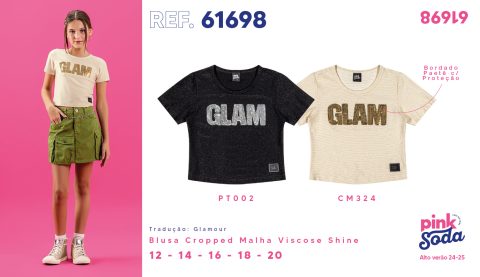 REF. 61698
61698
GLAM
Bordado
Paetê c/
Proteção
GLAM
GLAM
PT002
CM324
Tradução: Glamour
Blusa Cropped Malha Viscose Shine
12 - 14 - 16 - 18 - 20
pink
Soda
Alto verão 24-25